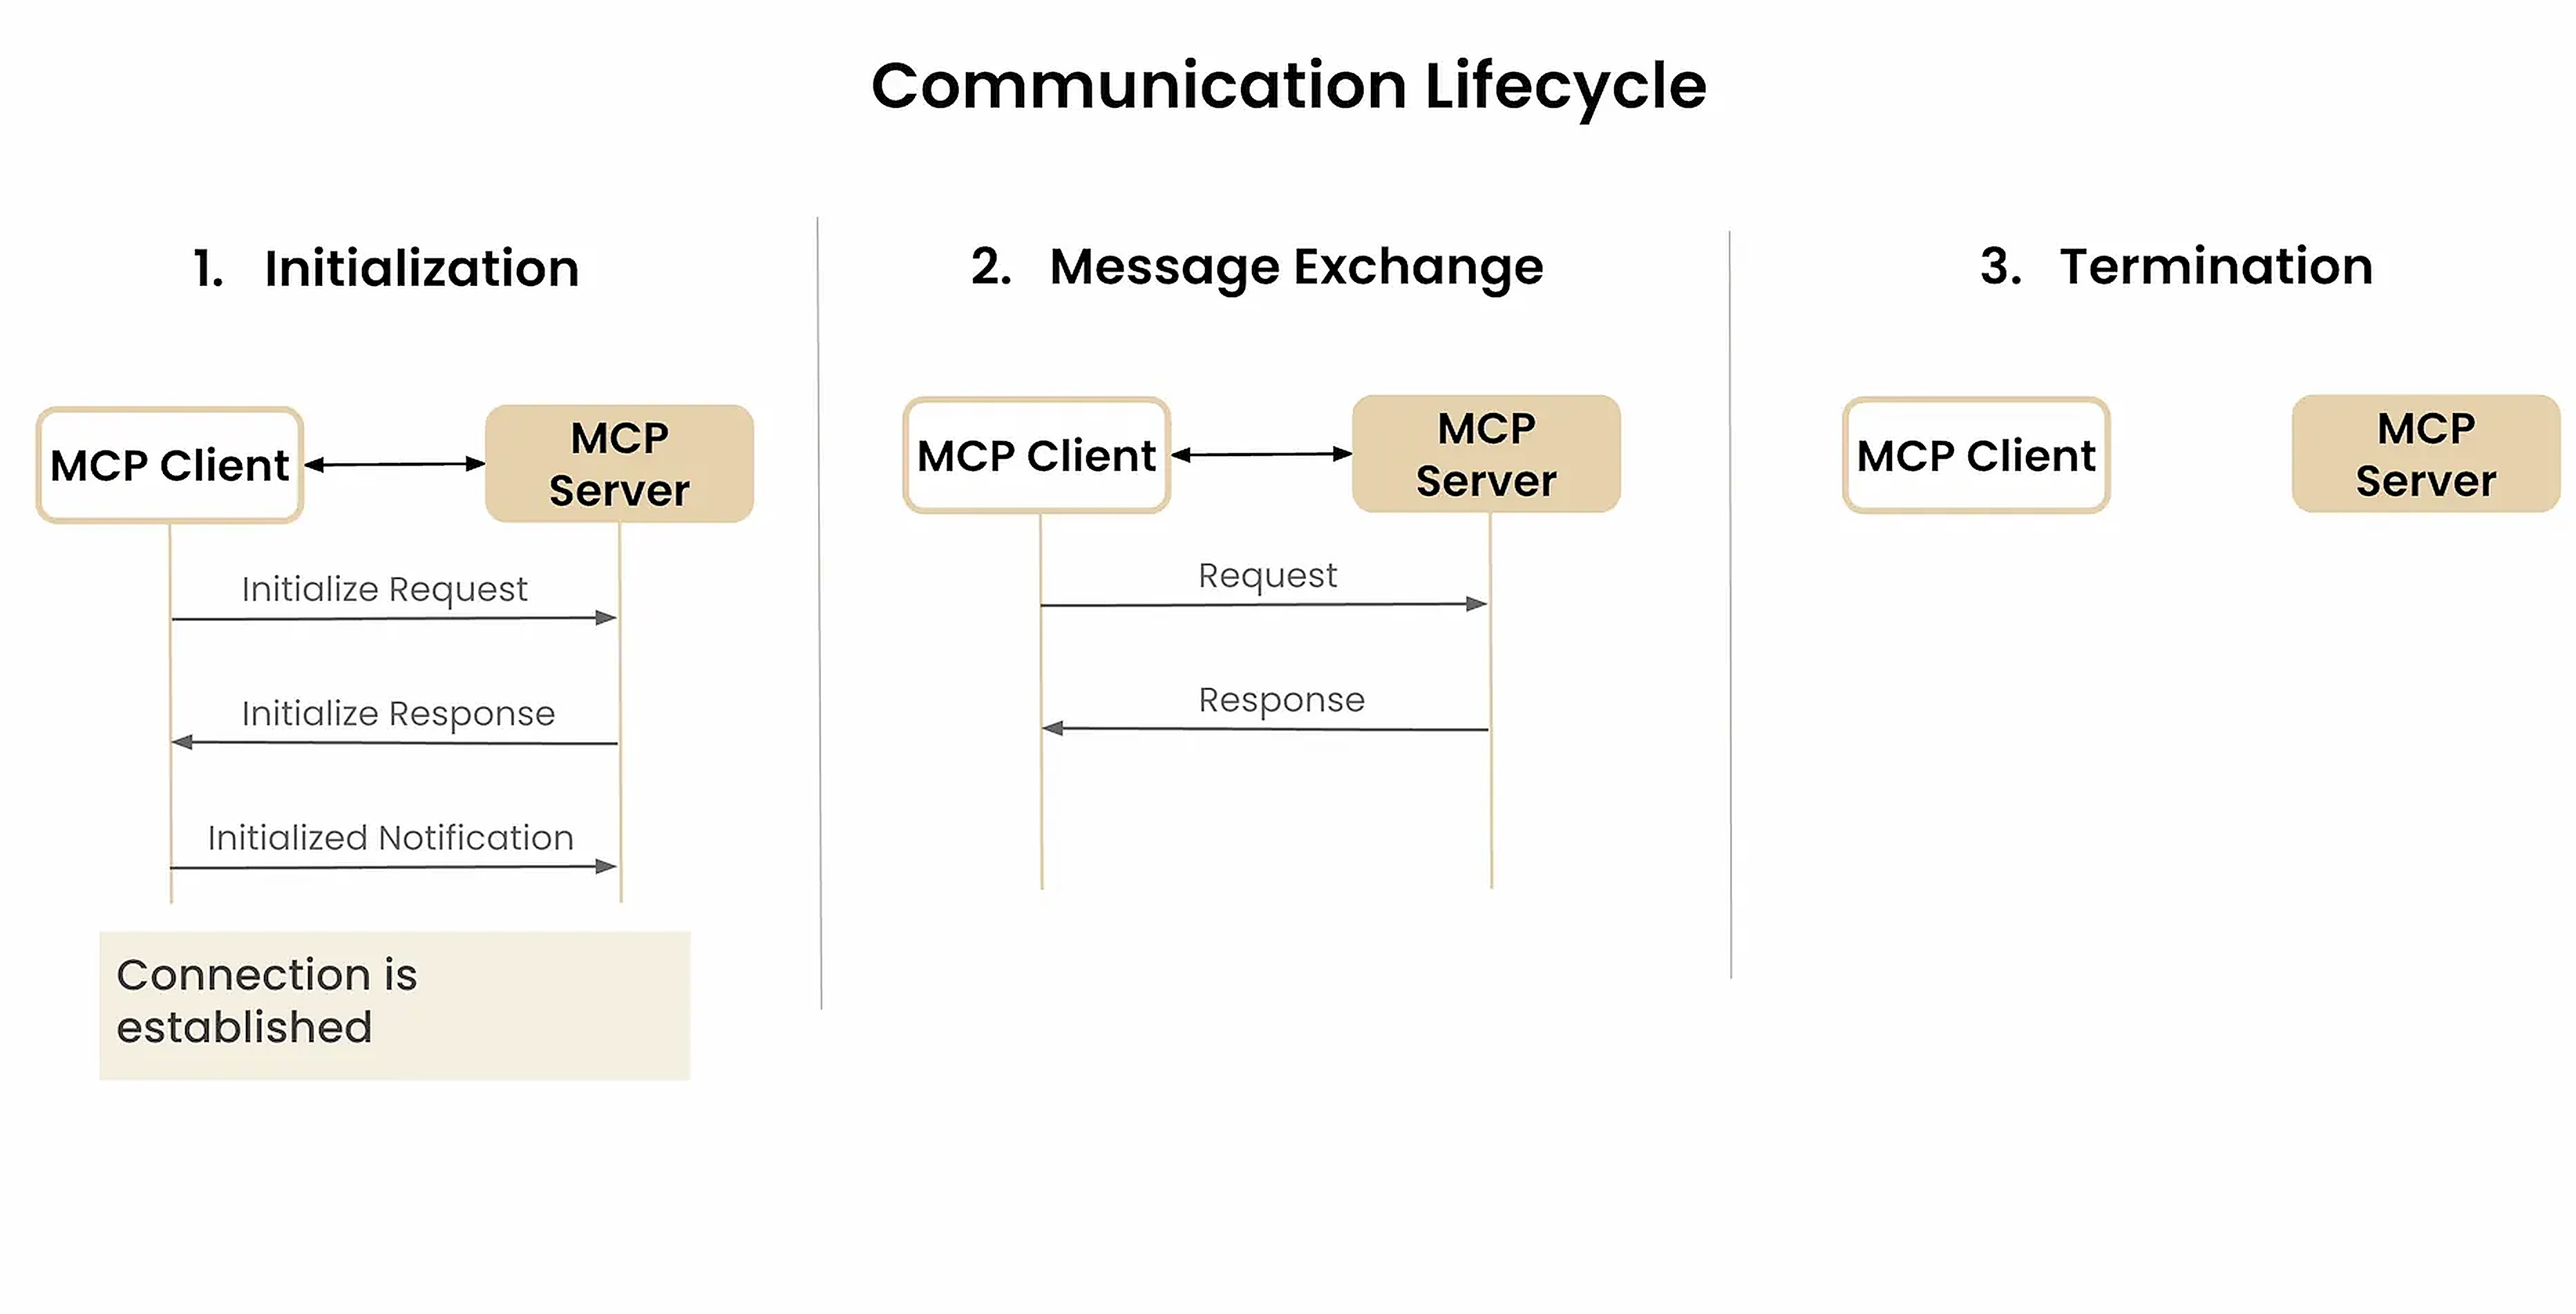 Communication Lifecycle
1. Initialization
MCP Client
MCP
Server
Initialize Request
Initialize Response
Initialized Notification
Connection is
established
2. Message Exchange
MCP Client
MCP
Server
Request
Response
3. Termination
MCP Client
MCP
Server